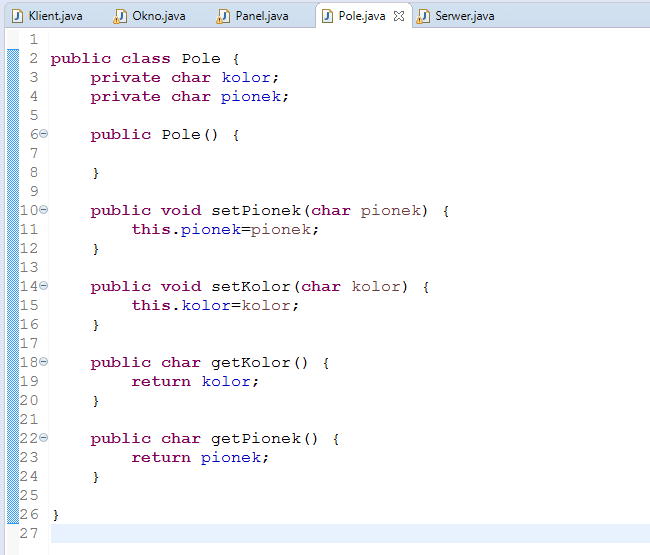 Klient.java Okno.java Panel.java Pole.java Serwer.java
1
2 public class Pole {
3     private char kolor;
4     private char pionek;
5
6     public Pole() {
7
8     }
9
10     public void setPionek(char pionek) {
11         this.pionek=pionek;
12     }
13
14     public void setKolor(char kolor) {
15         this.kolor=kolor;
16     }
17
18     public char getKolor() {
19         return kolor;
20     }
21
22     public char getPionek() {
23         return pionek;
24     }
25
26 }
27